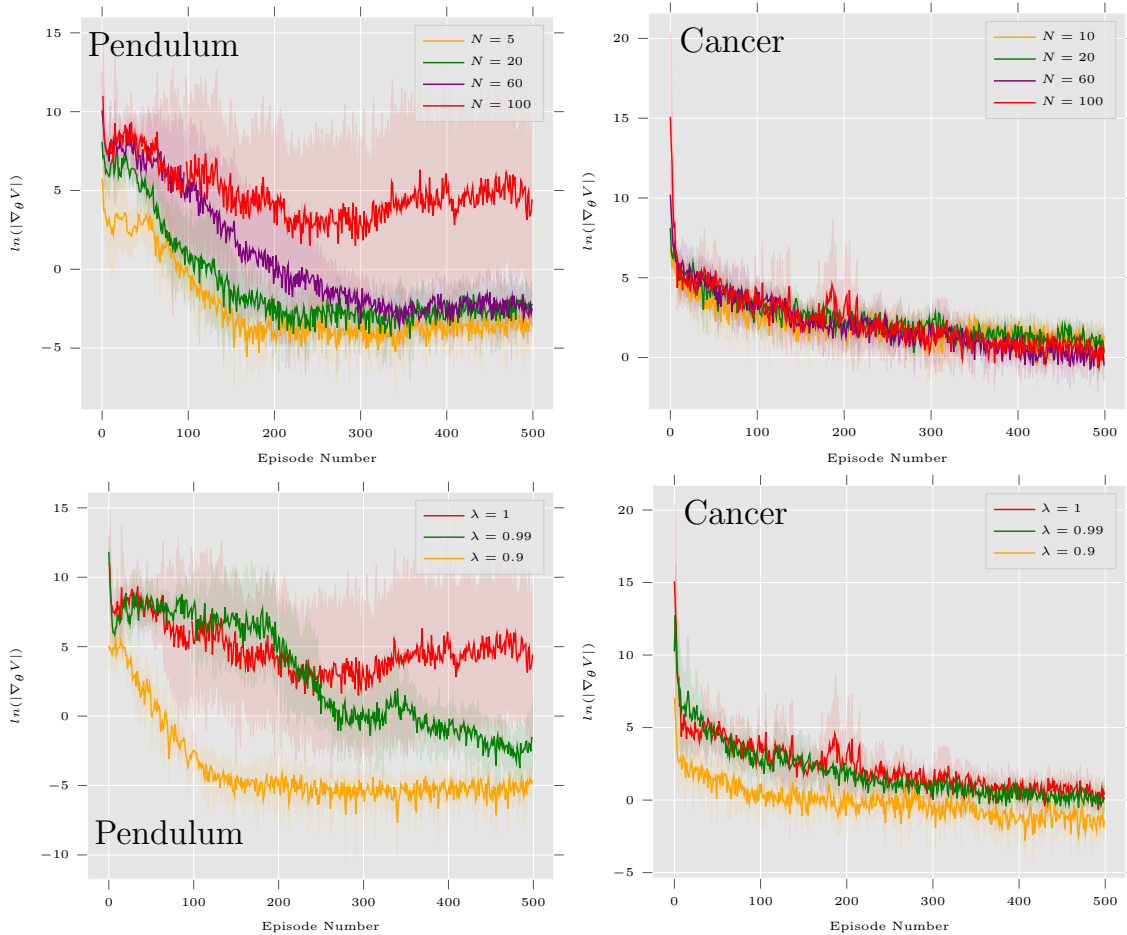 Pendulum
N = 5
N = 20
N = 60
N = 100
15
10
5
0
−5
ln(|∇θV|)
0 100 200 300 400 500
Episode Number
Cancer
N = 10
N = 20
N = 60
N = 100
20
15
10
5
0
ln(|∇θV|)
0 100 200 300 400 500
Episode Number
Pendulum
λ = 1
λ = 0.99
λ = 0.9
15
10
5
0
−5
−10
ln(|∇θV|)
0 100 200 300 400 500
Episode Number
Cancer
λ = 1
λ = 0.99
λ = 0.9
20
15
10
5
0
−5
ln(|∇θV|)
0 100 200 300 400 500
Episode Number